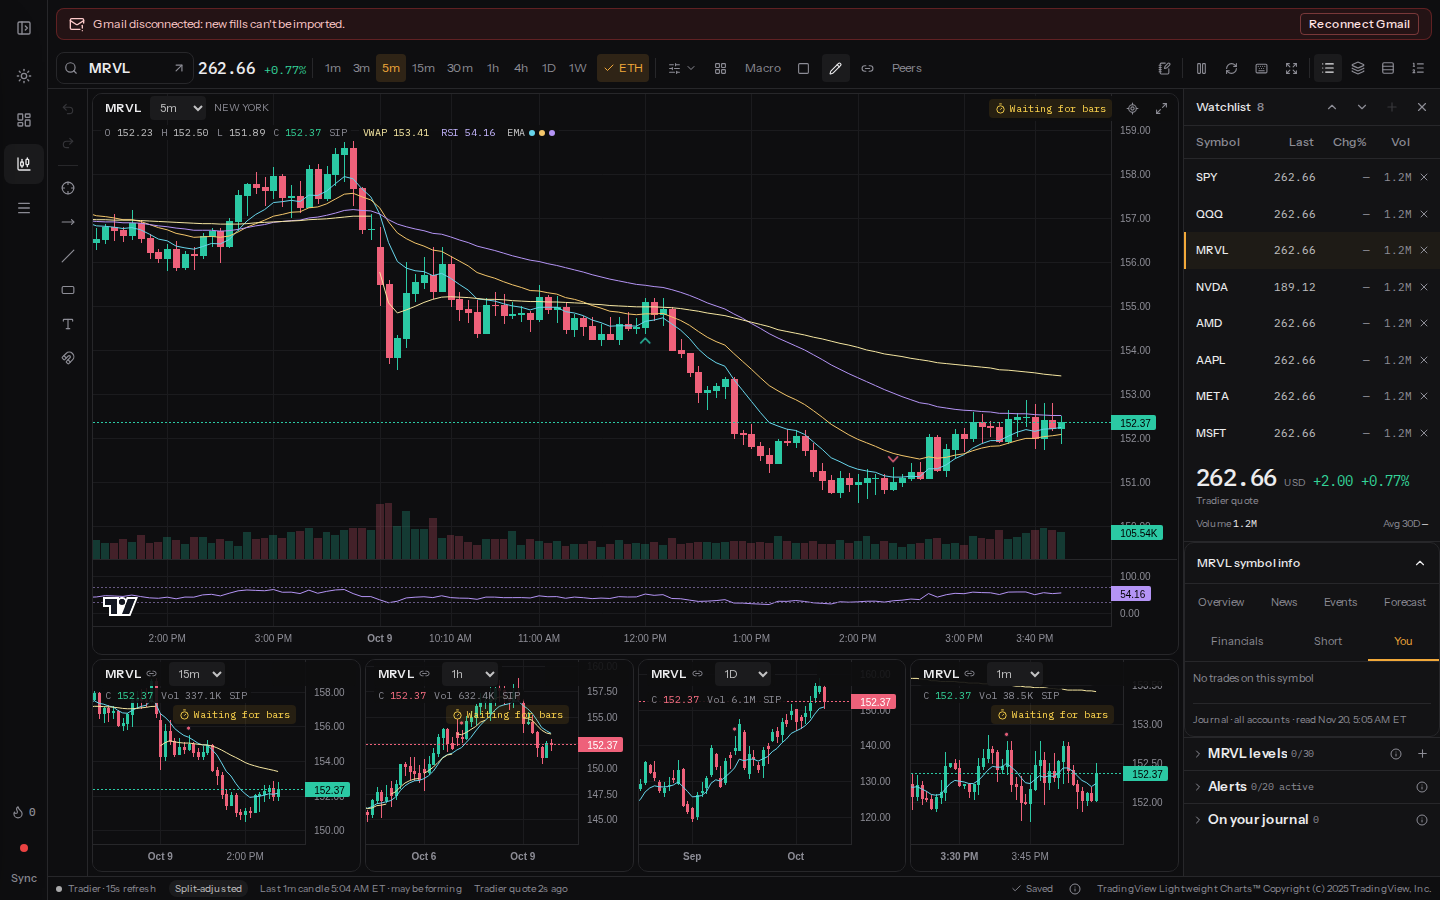 Gmail disconnected: new fills can't be imported.
Reconnect Gmail
MRVL 262.66 +0.77% 1m 3m 5m 15m 30m 1h 4h 1D 1W ETH Macro Peers
MRVL 5m NEW YORK
Waiting for bars
O 152.23 H 152.50 L 151.89 C 152.37 SIP VWAP 153.41 RSI 54.16 EMA
159.00
158.00
157.00
156.00
155.00
154.00
153.00
152.37
152.00
151.00
105.54K
100.00
54.16
0.00
2:00 PM 3:00 PM Oct 9 10:10 AM 11:00 AM 12:00 PM 1:00 PM 2:00 PM 3:00 PM 3:40 PM
MRVL 15m
C 152.37 Vol 337.1K SIP
Waiting for bars
158.00
156.00
154.00
152.37
150.00
Oct 9 2:00 PM
MRVL 1h
C 152.37 Vol 632.4K SIP
Waiting for bars
160.00
157.50
155.00
152.37
150.00
147.50
145.00
Oct 6 Oct 9
MRVL 1D
C 152.37 Vol 6.1M SIP
160.00
152.37
150.00
140.00
130.00
120.00
Sep Oct
MRVL 1m
C 152.37 Vol 38.5K SIP
Waiting for bars
153.00
152.50
152.37
152.00
3:30 PM 3:45 PM
Watchlist 8
Symbol Last Chg% Vol
SPY 262.66 — 1.2M
QQQ 262.66 — 1.2M
MRVL 262.66 — 1.2M
NVDA 189.12 — 1.2M
AMD 262.66 — 1.2M
AAPL 262.66 — 1.2M
META 262.66 — 1.2M
MSFT 262.66 — 1.2M
262.66 USD +2.00 +0.77%
Tradier quote
Volume 1.2M Avg 30D —
MRVL symbol info
Overview News Events Forecast
Financials Short You
No trades on this symbol
Journal · all accounts · read Nov 20, 5:05 AM ET
MRVL levels 0/30
Alerts 0/20 active
On your journal 0
0
Sync
Tradier · 15s refresh Split-adjusted Last 1m candle 5:04 AM ET · may be forming Tradier quote 2s ago
Saved TradingView Lightweight Charts™ Copyright (c) 2025 TradingView, Inc.